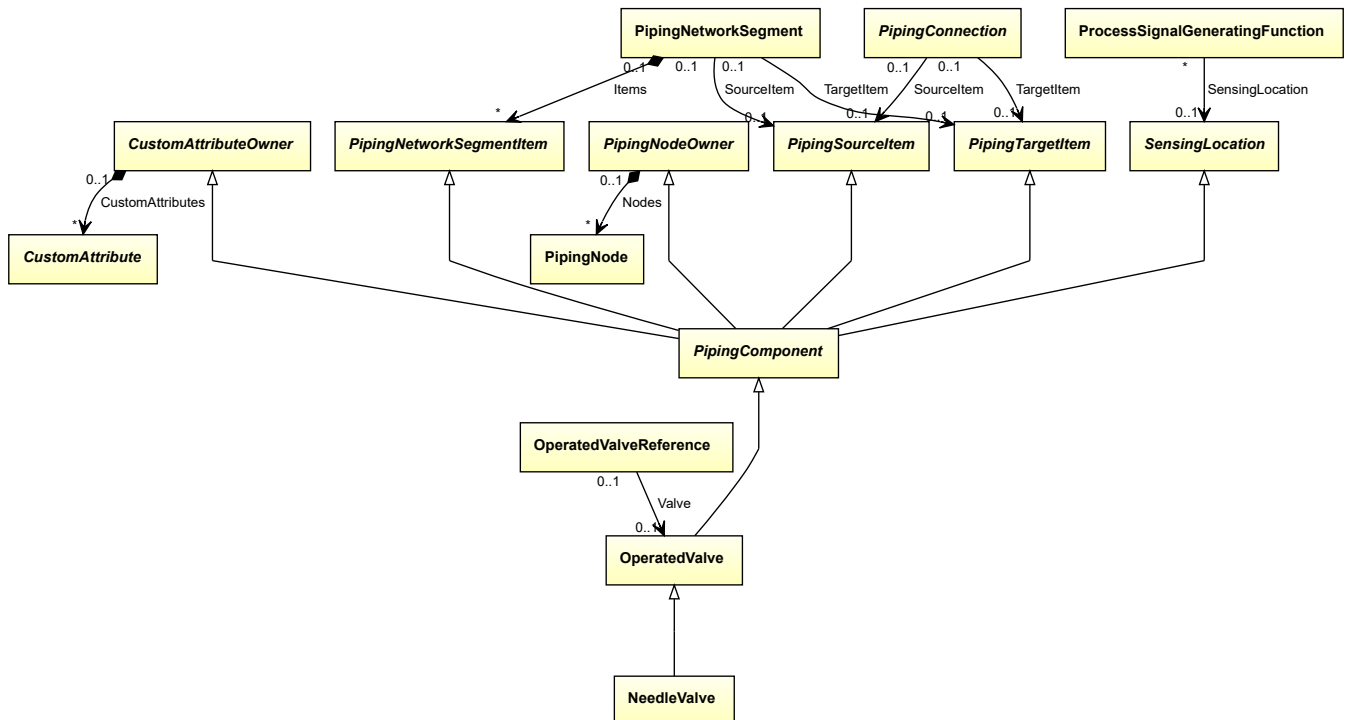 PipingNetworkSegment
PipingConnection
ProcessSignalGeneratingFunction
0..1
0..1
0..1
0..1
0..1
*
Items
SourceItem
TargetItem
SourceItem
TargetItem
SensingLocation
*
0..1
0..1
0..1
0..1
0..1
CustomAttributeOwner
PipingNetworkSegmentItem
PipingNodeOwner
PipingSourceItem
PipingTargetItem
SensingLocation
0..1
0..1
CustomAttributes
Nodes
*
*
CustomAttribute
PipingNode
PipingComponent
OperatedValveReference
0..1
Valve
0..1
OperatedValve
NeedleValve